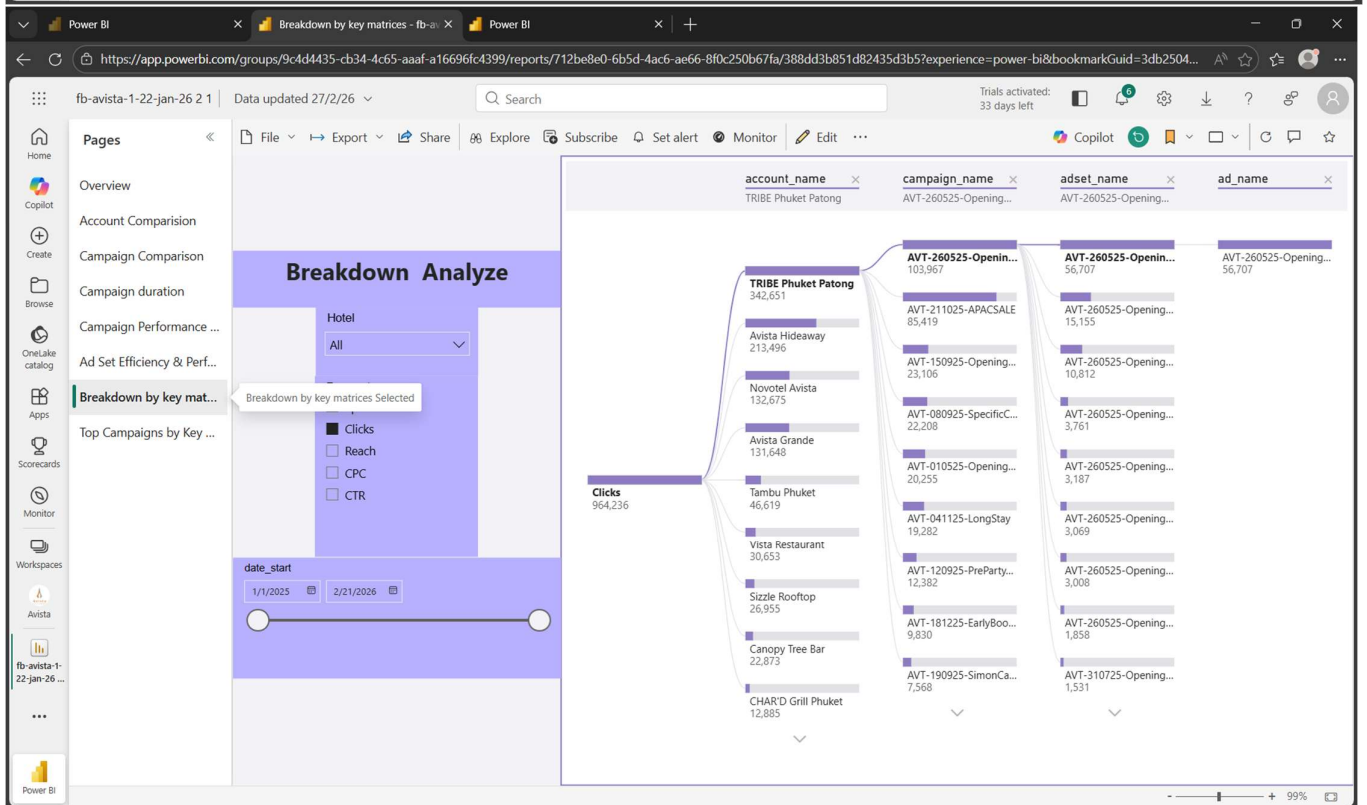 Power BI
Breakdown by key matrices - fb-av
Power BI
https://app.powerbi.com/groups/9c4d4435-cb34-4c65-aaaf-a16696fc4399/reports/712be8e0-6b5d-4ac6-ae66-8f0c250b67fa/388dd3b851d82435d3b5?experience=power-bi&bookmarkGuid=3db2504...
fb-avista-1-22-jan-26 2 1
Data updated 27/2/26
Search
Trials activated:
33 days left
6
Home
Copilot
Create
Browse
OneLake
catalog
Apps
Scorecards
Monitor
Workspaces
Avista
fb-avista-1-
22-jan-26 ...
Power BI
Pages
Overview
Account Comparision
Campaign Comparison
Campaign duration
Campaign Performance ...
Ad Set Efficiency & Perf...
Breakdown by key mat...
Top Campaigns by Key ...
Breakdown by key matrices Selected
File
Export
Share
Explore
Subscribe
Set alert
Monitor
Edit
Copilot
Breakdown Analyze
Hotel
All
Clicks
Reach
CPC
CTR
date_start
1/1/2025
2/21/2026
account_name
TRIBE Phuket Patong
campaign_name
AVT-260525-Opening...
adset_name
AVT-260525-Opening...
ad_name
Clicks
964,236
TRIBE Phuket Patong
342,651
Avista Hideaway
213,496
Novotel Avista
132,675
Avista Grande
131,648
Tambu Phuket
46,619
Vista Restaurant
30,653
Sizzle Rooftop
26,955
Canopy Tree Bar
22,873
CHAR'D Grill Phuket
12,885
AVT-260525-Openin...
103,967
AVT-211025-APACSALE
85,419
AVT-150925-Opening...
23,106
AVT-080925-SpecificC...
22,208
AVT-010525-Opening...
20,255
AVT-041125-LongStay
19,282
AVT-120925-PreParty...
12,382
AVT-181225-EarlyBoo...
9,830
AVT-190925-SimonCa...
7,568
AVT-260525-Openin...
56,707
AVT-260525-Opening...
15,155
AVT-260525-Opening...
10,812
AVT-260525-Opening...
3,761
AVT-260525-Opening...
3,187
AVT-260525-Opening...
3,069
AVT-260525-Opening...
3,008
AVT-260525-Opening...
1,858
AVT-310725-Opening...
1,531
AVT-260525-Opening...
56,707
99%